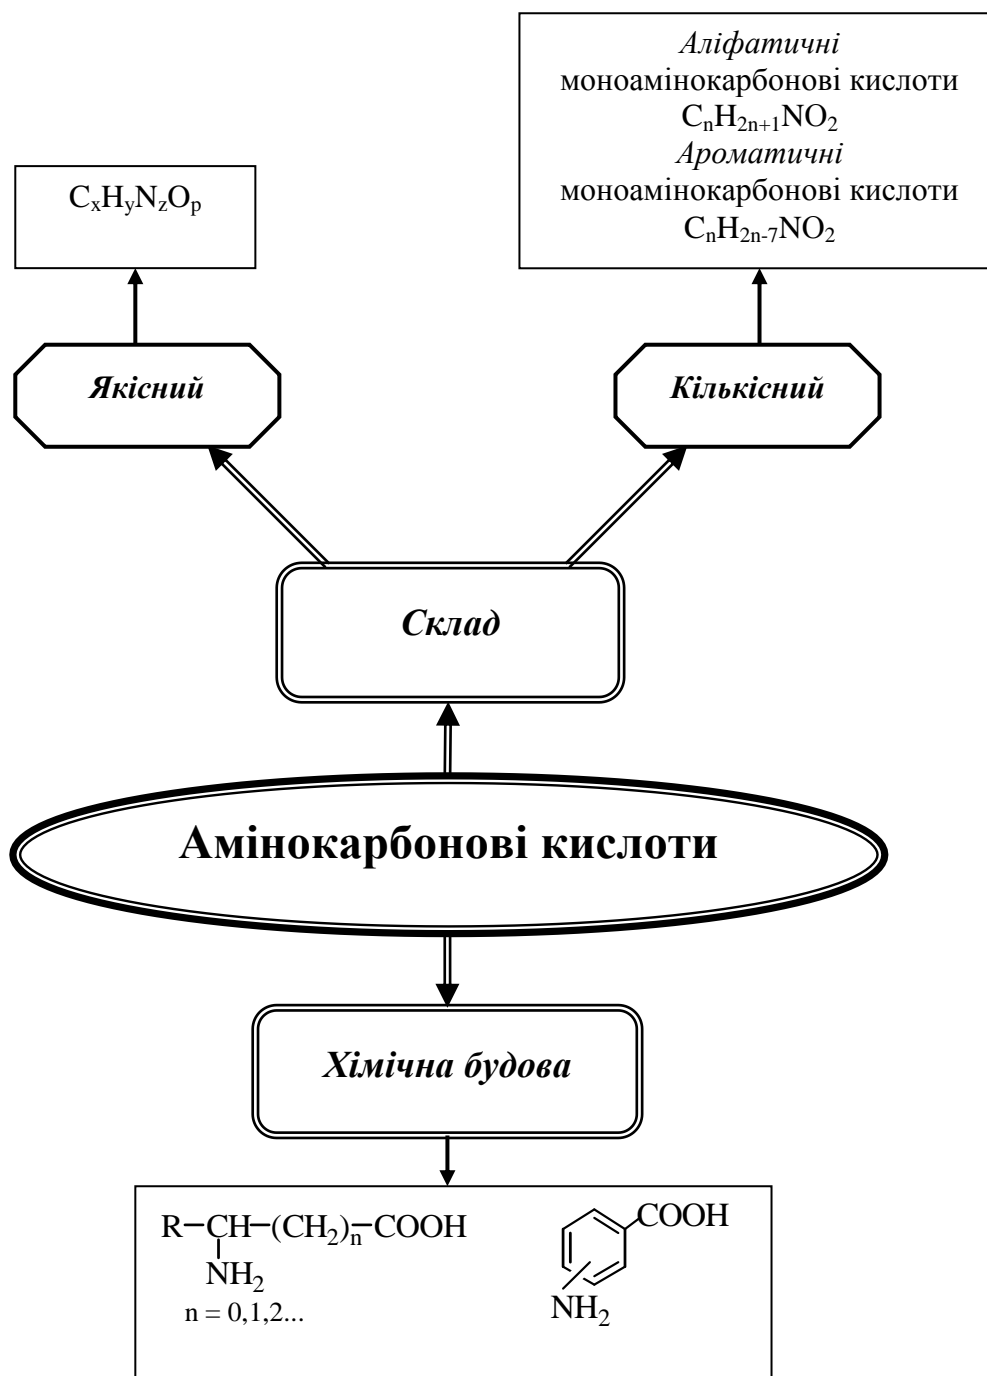 Аліфатичні
моноамінокарбонові кислоти
CₙH₂ₙ₊₁NO₂
Ароматичні
моноамінокарбонові кислоти
CₙH₂ₙ₋₇NO₂
CₓHᵧN_zOₚ
Якісний
Кількісний
Склад
Амінокарбонові кислоти
Хімічна будова
R–CH–(CH₂)ₙ–COOH
NH₂
n = 0,1,2...
COOH
NH₂